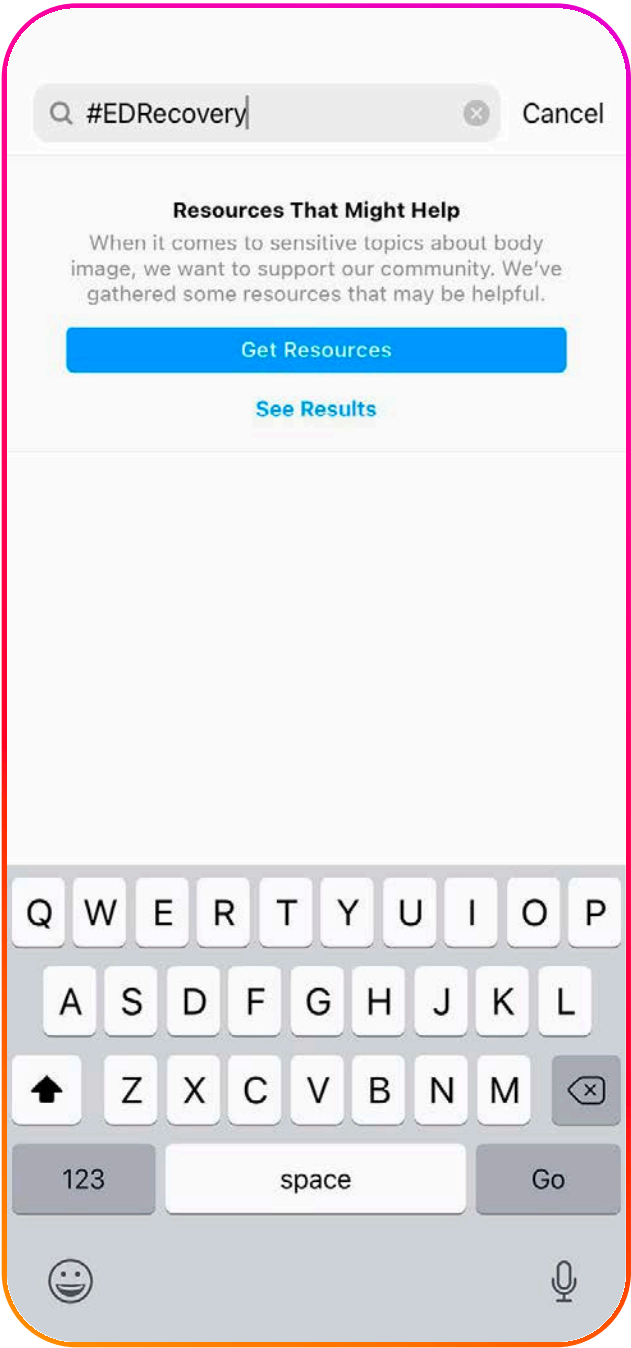 #EDRecovery Cancel
Resources That Might Help
When it comes to sensitive topics about body
image, we want to support our community. We've
gathered some resources that may be helpful.
Get Resources
See Results
Q W E R T Y U I O P
A S D F G H J K L
Z X C V B N M
123 space Go